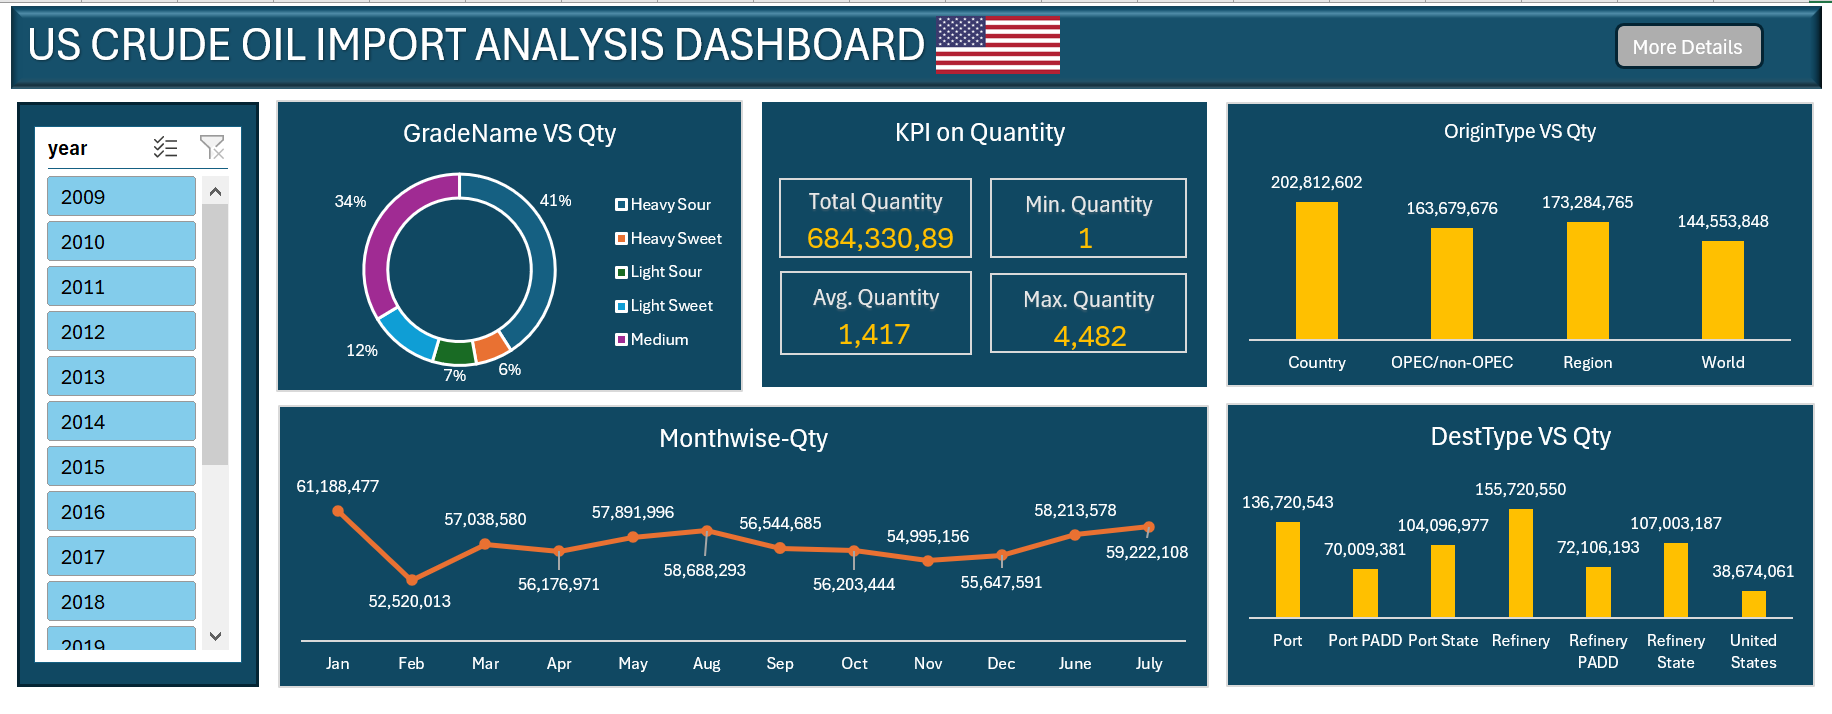 US CRUDE OIL IMPORT ANALYSIS DASHBOARD
More Details
year
2009
2010
2011
2012
2013
2014
2015
2016
2017
2018
2019
GradeName VS Qty
34%
41%
12%
7%
6%
Heavy Sour
Heavy Sweet
Light Sour
Light Sweet
Medium
KPI on Quantity
Total Quantity
684,330,89
Min. Quantity
1
Avg. Quantity
1,417
Max. Quantity
4,482
OriginType VS Qty
202,812,602
163,679,676
173,284,765
144,553,848
Country
OPEC/non-OPEC
Region
World
Monthwise-Qty
61,188,477
52,520,013
57,038,580
56,176,971
57,891,996
58,688,293
56,544,685
56,203,444
54,995,156
55,647,591
58,213,578
59,222,108
Jan
Feb
Mar
Apr
May
Aug
Sep
Oct
Nov
Dec
June
July
DestType VS Qty
136,720,543
70,009,381
104,096,977
155,720,550
72,106,193
107,003,187
38,674,061
Port
Port PADD
Port State
Refinery
Refinery
PADD
Refinery
State
United
States